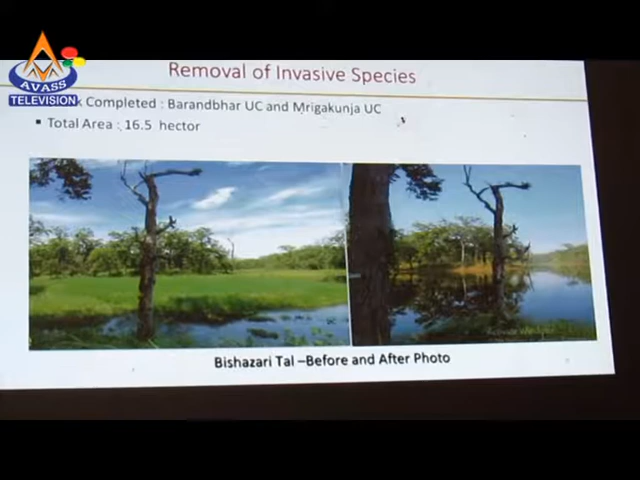 Removal of Invasive Species
AVASS
TELEVISION
k Completed : Barandbhar UC and Mrigakunja UC
▪ Total Area : 16.5 hector
Bishazari Tal –Before and After Photo